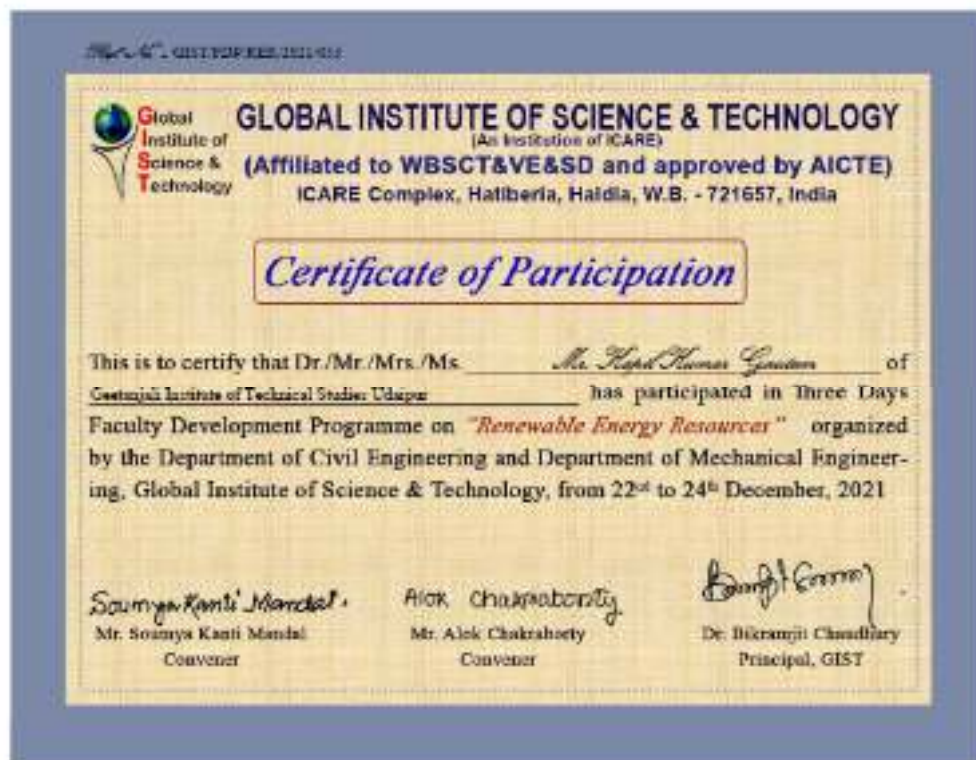 GIST/FDP/RER/2021/
Global
Institute of
Science &
Technology
GLOBAL INSTITUTE OF SCIENCE & TECHNOLOGY
(An Institution of ICARE)
(Affiliated to WBSCT&VE&SD and approved by AICTE)
ICARE Complex, Hatiberia, Haldia, W.B. - 721657, India
Certificate of Participation
This is to certify that Dr./Mr./Mrs./Ms. Mr. Kapil Kumar Gautam of
Geetanjali Institute of Technical Studies Udaipur has participated in Three Days
Faculty Development Programme on "Renewable Energy Resources" organized
by the Department of Civil Engineering and Department of Mechanical Engineer-
ing, Global Institute of Science & Technology, from 22nd to 24th December, 2021
Soumya Kanti Mandal.
Alok Chakraborty
Mr. Soumya Kanti Mandal
Convener
Mr. Alok Chakraborty
Convener
Dr. Bikramjit Chaudhary
Principal, GIST